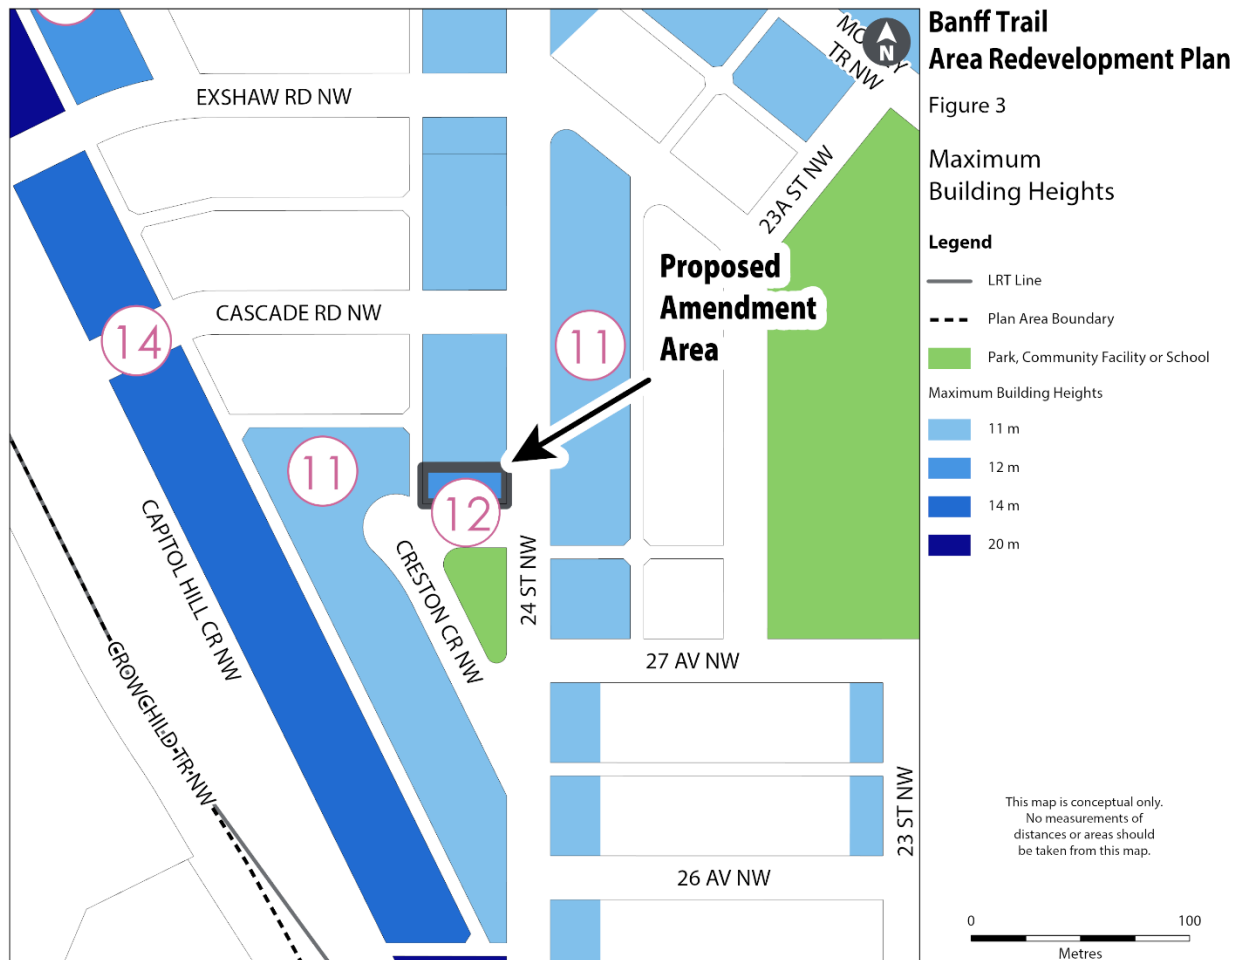 Banff Trail
Area Redevelopment Plan
Figure 3
Maximum
Building Heights
Legend
LRT Line
Plan Area Boundary
Park, Community Facility or School
Maximum Building Heights
11 m
12 m
14 m
20 m
This map is conceptual only.
No measurements of
distances or areas should
be taken from this map.
0 100
Metres
N
TR NW
EXSHAW RD NW
23A ST NW
Proposed
Amendment
Area
CASCADE RD NW
14
11
11
12
CAPITOL HILL CR NW
CRESTON CR NW
24 ST NW
CROWCHILD TR NW
27 AV NW
23 ST NW
26 AV NW